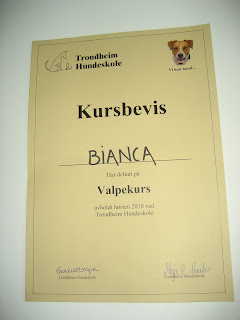 Trondheim
Hundeskole
Vi kan hund...
Kursbevis
BIANCA
Har deltatt på
Valpekurs
avholdt høsten 2010 ved
Trondheim Hundeskole
Trondheim Hundeskole
Trondheim Hundeskole